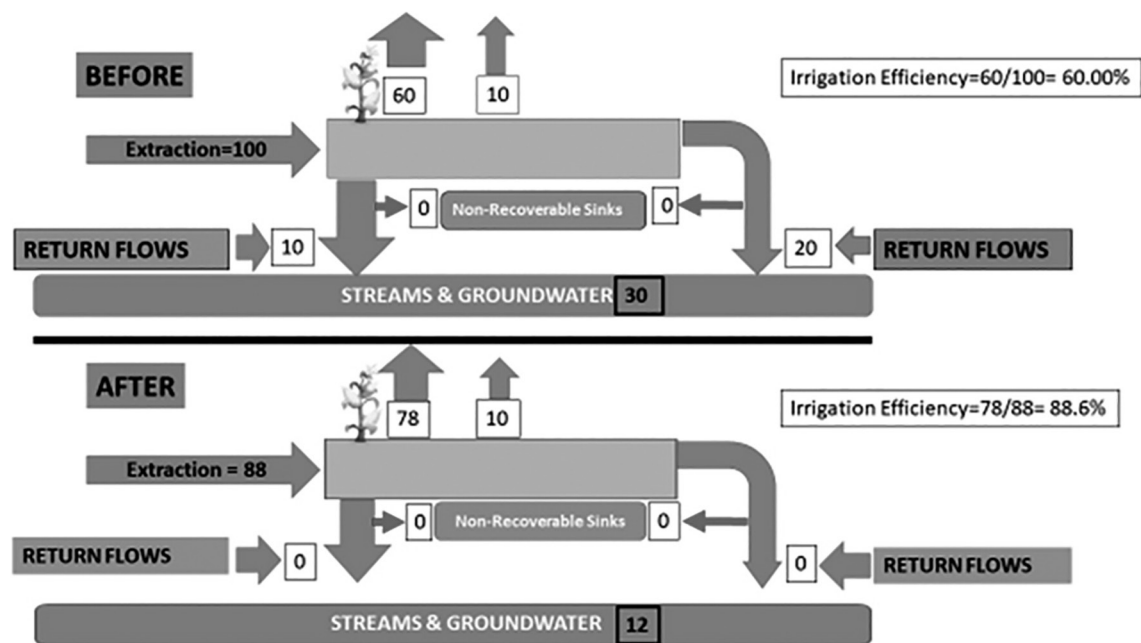 BEFORE
60
10
Irrigation Efficiency=60/100= 60.00%
Extraction=100
0
Non-Recoverable Sinks
0
RETURN FLOWS
10
20
RETURN FLOWS
STREAMS & GROUNDWATER 30
AFTER
78
10
Irrigation Efficiency=78/88= 88.6%
Extraction = 88
0
Non-Recoverable Sinks
0
RETURN FLOWS
0
0
RETURN FLOWS
STREAMS & GROUNDWATER 12